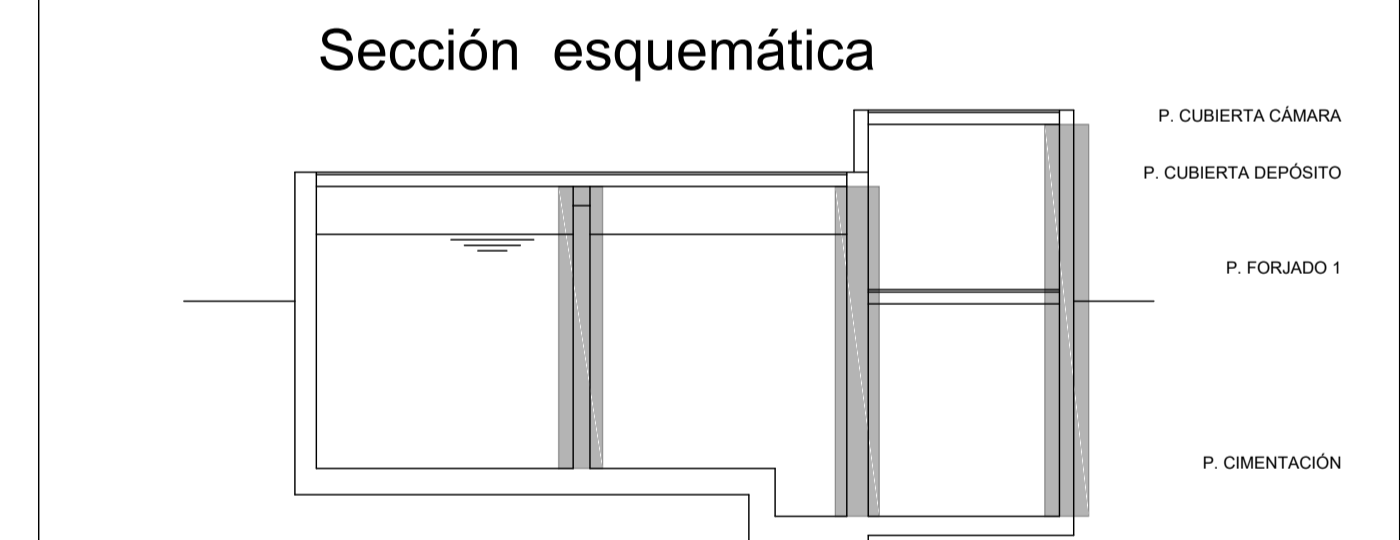 Sección esquemática
P. CUBIERTA CÁMARA
P. CUBIERTA DEPÓSITO
P. FORJADO 1
P. CIMENTACIÓN